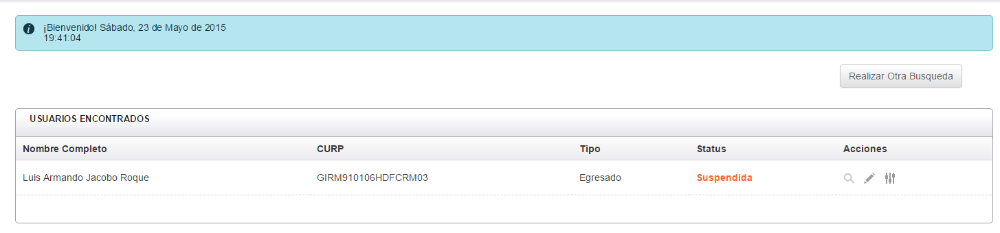 ¡Bienvenido! Sábado, 23 de Mayo de 2015
19:41:04
Realizar Otra Busqueda
USUARIOS ENCONTRADOS
Nombre Completo CURP Tipo Status Acciones
Luis Armando Jacobo Roque GIRM910106HDFCRM03 Egresado Suspendida